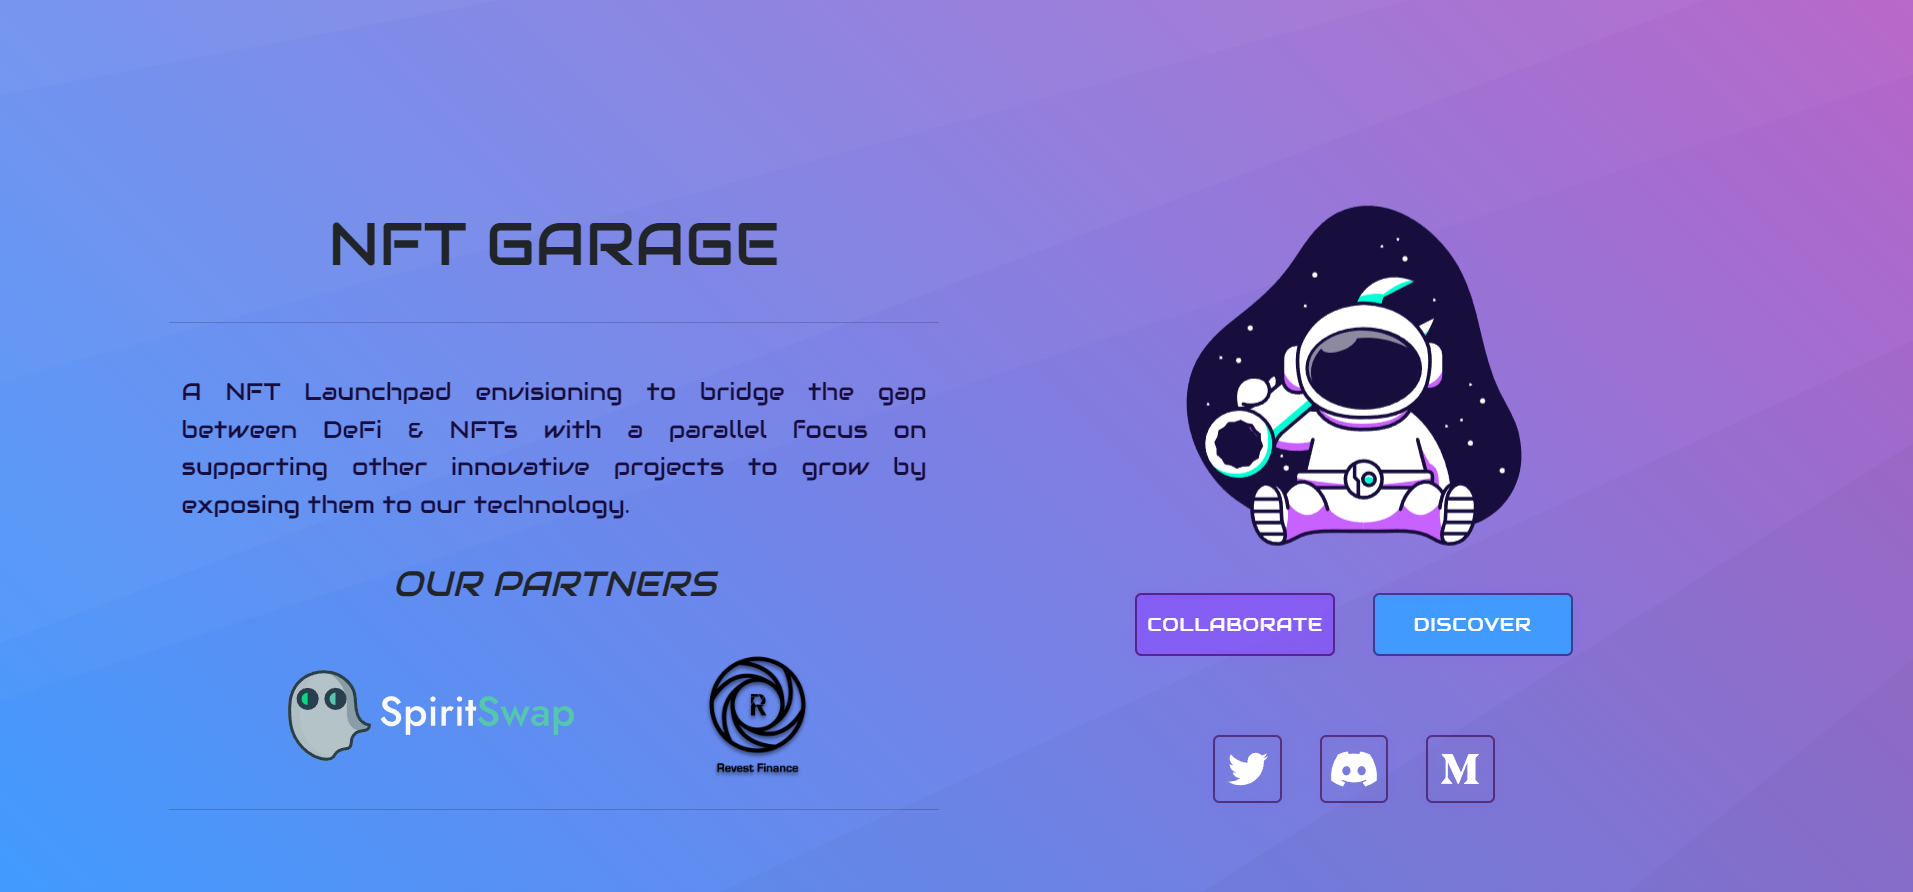 NFT GARAGE
A NFT Launchpad envisioning to bridge the gap
between DeFi & NFTs with a parallel focus on
supporting other innovative projects to grow by
exposing them to our technology.
OUR PARTNERS
SpiritSwap
R
Revest Finance
COLLABORATE
DISCOVER
M